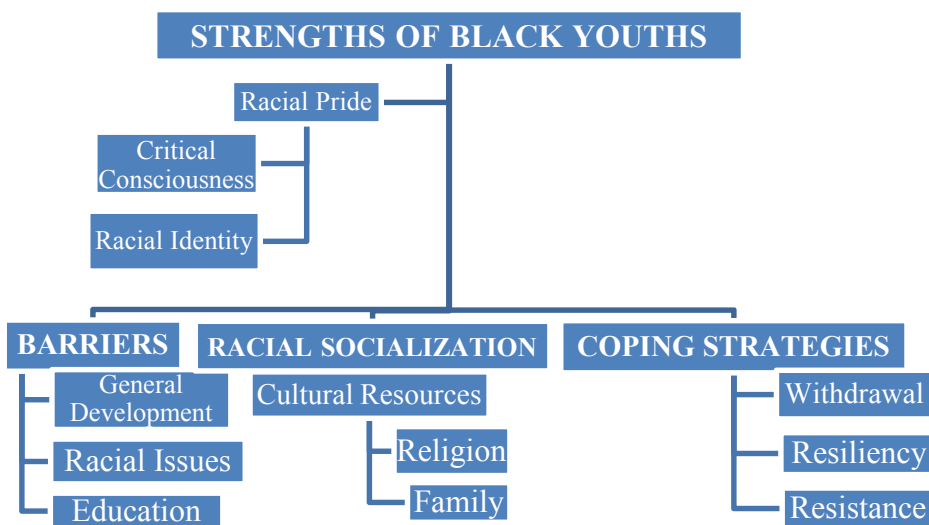 STRENGTHS OF BLACK YOUTHS
Racial Pride
Critical
Consciousness
Racial Identity
BARRIERS
General
Development
Racial Issues
Education
RACIAL SOCIALIZATION
Cultural Resources
Religion
Family
COPING STRATEGIES
Withdrawal
Resiliency
Resistance